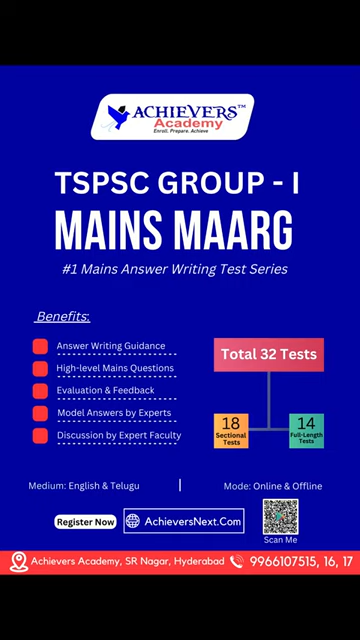 ACHIEVERS™
Academy
Enroll. Prepare. Achieve
TSPSC GROUP - I
MAINS MAARG
#1 Mains Answer Writing Test Series
Benefits:
Answer Writing Guidance
High-level Mains Questions
Evaluation & Feedback
Model Answers by Experts
Discussion by Expert Faculty
Total 32 Tests
18
Sectional
Tests
14
Full-Length
Tests
Medium: English & Telugu
Mode: Online & Offline
Register Now
AchieversNext.Com
Scan Me
Achievers Academy, SR Nagar, Hyderabad
9966107515, 16, 17